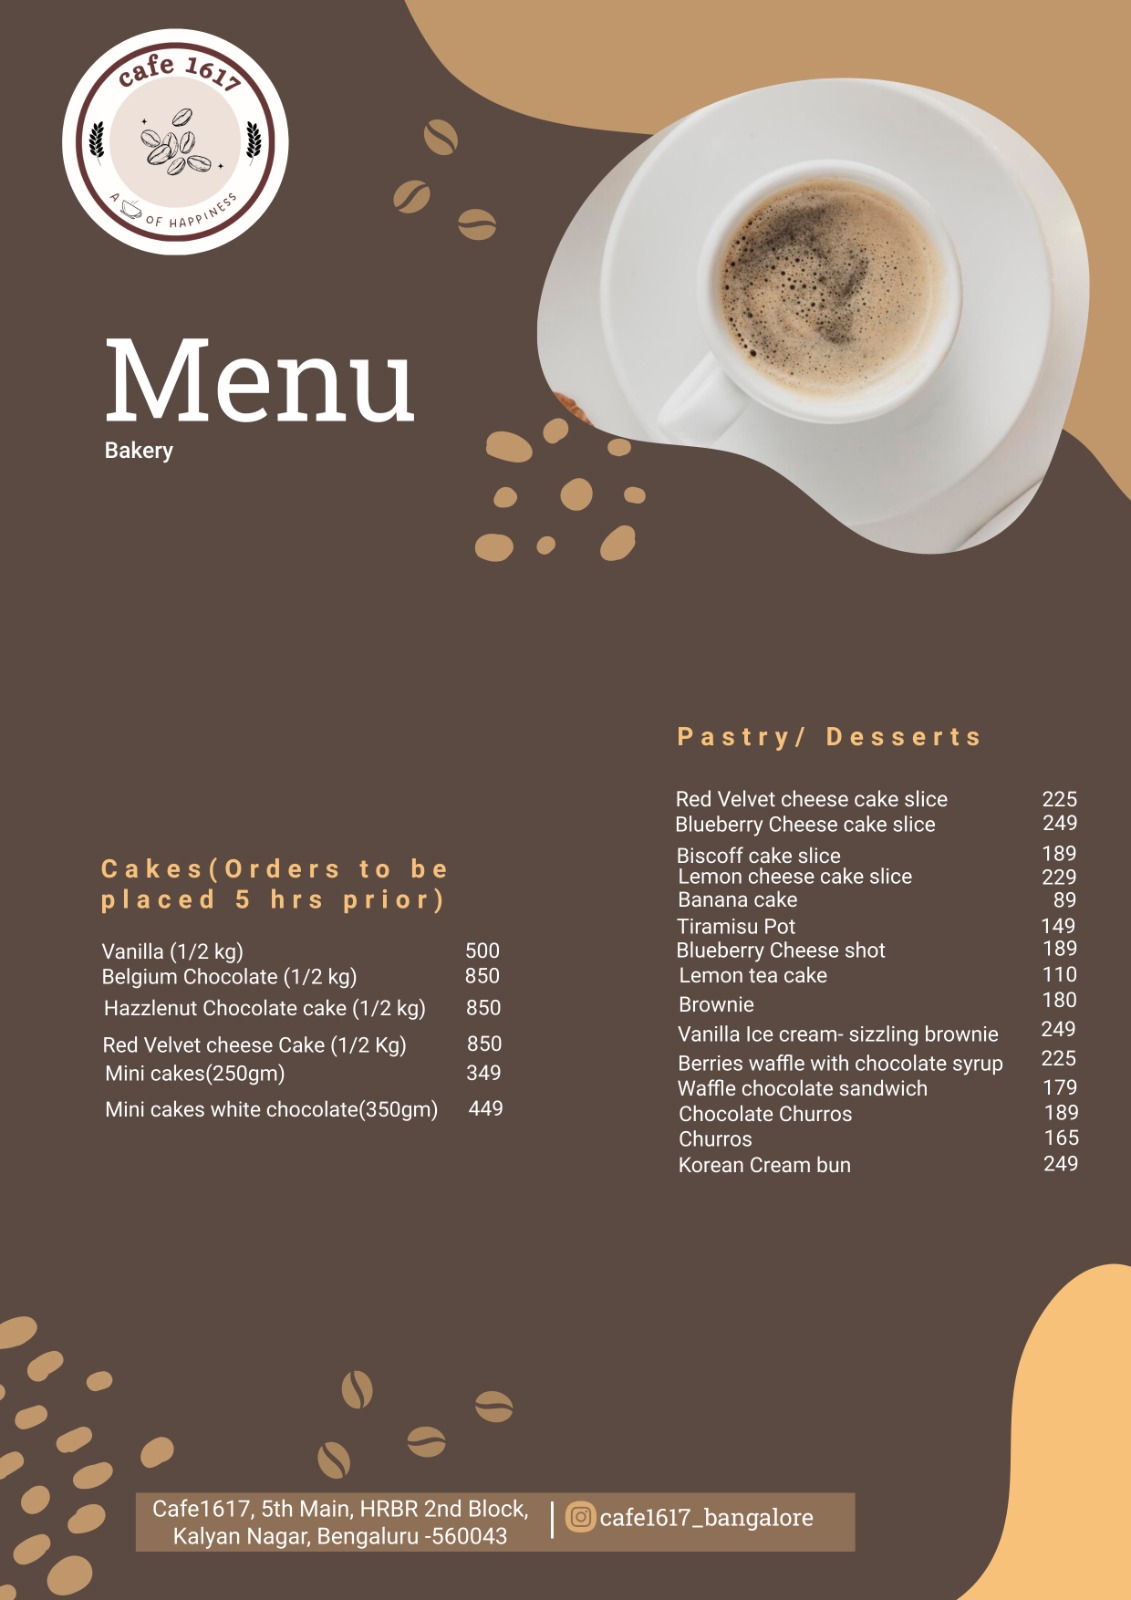 cafe 1617
A OF HAPPINESS
Menu
Bakery
Cakes(Orders to be
placed 5 hrs prior)
Vanilla (1/2 kg) 500
Belgium Chocolate (1/2 kg) 850
Hazzlenut Chocolate cake (1/2 kg) 850
Red Velvet cheese Cake (1/2 Kg) 850
Mini cakes(250gm) 349
Mini cakes white chocolate(350gm) 449
Pastry/ Desserts
Red Velvet cheese cake slice 225
Blueberry Cheese cake slice 249
Biscoff cake slice 189
Lemon cheese cake slice 229
Banana cake 89
Tiramisu Pot 149
Blueberry Cheese shot 189
Lemon tea cake 110
Brownie 180
Vanilla Ice cream- sizzling brownie 249
Berries waffle with chocolate syrup 225
Waffle chocolate sandwich 179
Chocolate Churros 189
Churros 165
Korean Cream bun 249
Cafe1617, 5th Main, HRBR 2nd Block,
Kalyan Nagar, Bengaluru -560043
cafe1617_bangalore